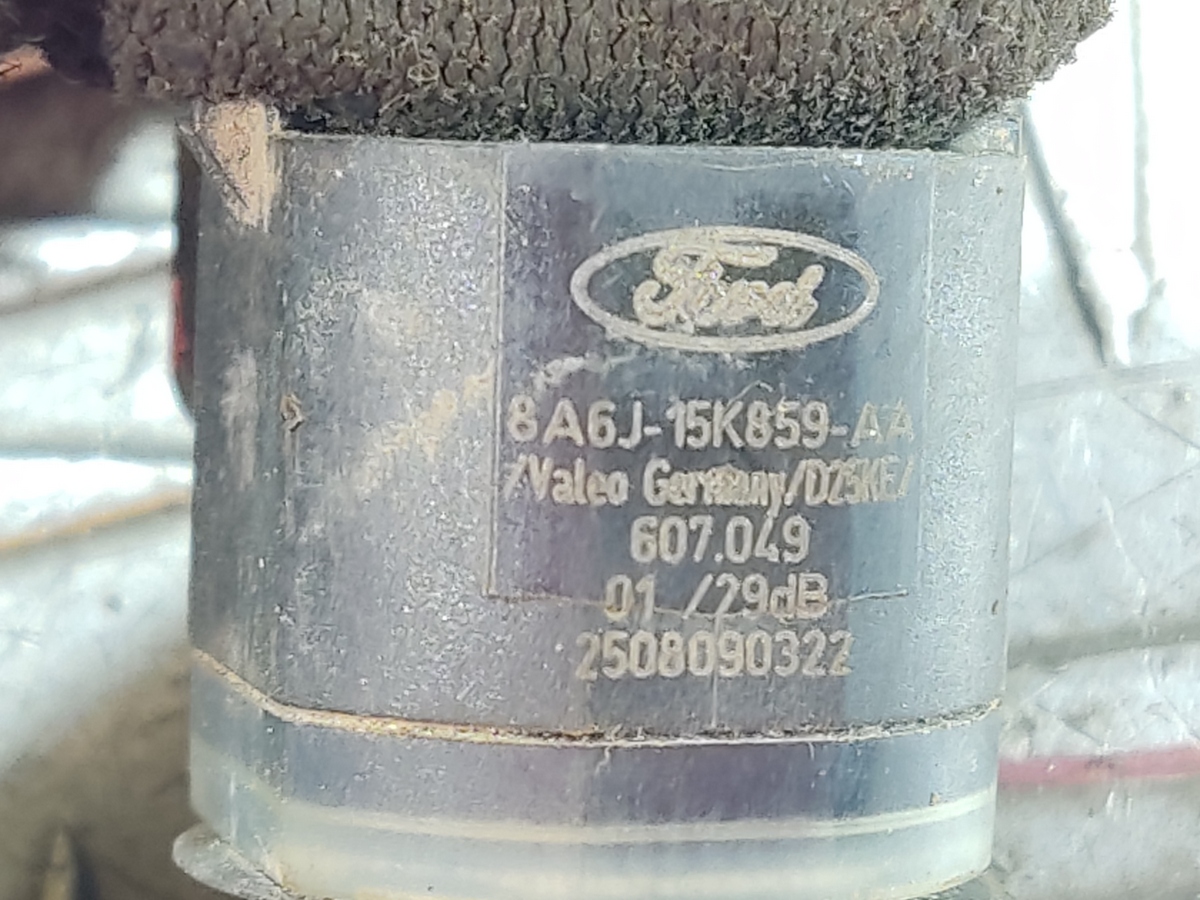 Ford
8A6J-15K859-AA
/Valeo Germany/D25KE/
607.049
01 /29dB
2508090322